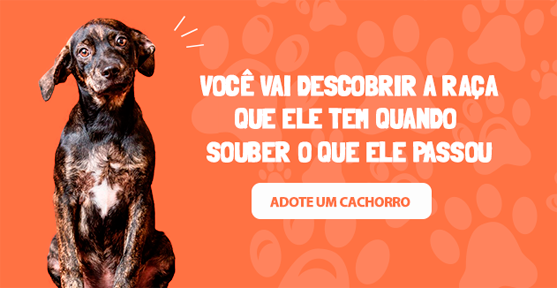 VOCÊ VAI DESCOBRIR A RAÇA
QUE ELE TEM QUANDO
SOUBER O QUE ELE PASSOU
ADOTE UM CACHORRO